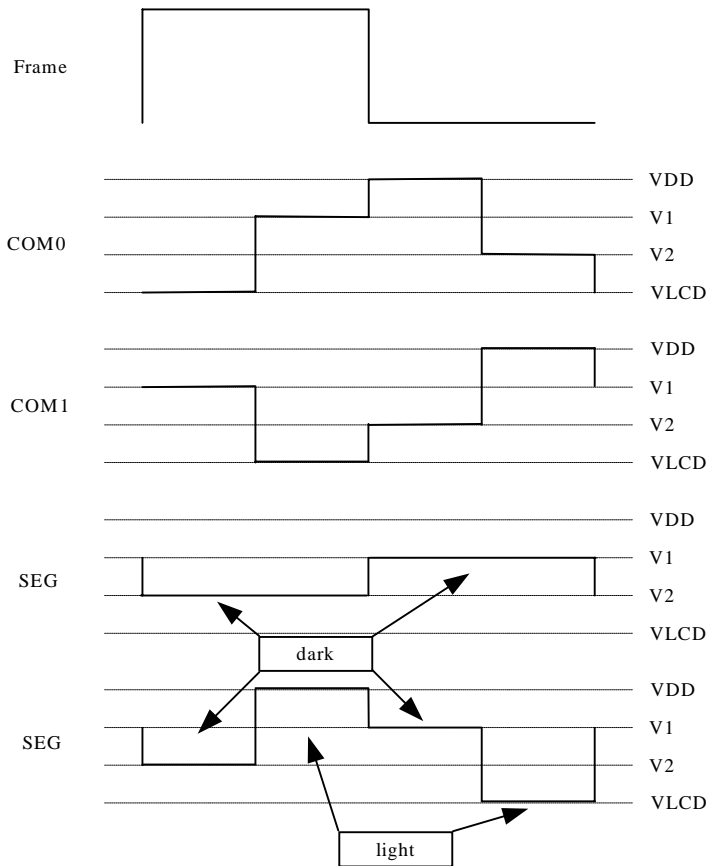 Frame
VDD
V1
COM0
V2
VLCD
VDD
V1
COM1
V2
VLCD
VDD
V1
SEG
V2
VLCD
dark
VDD
V1
SEG
V2
VLCD
light